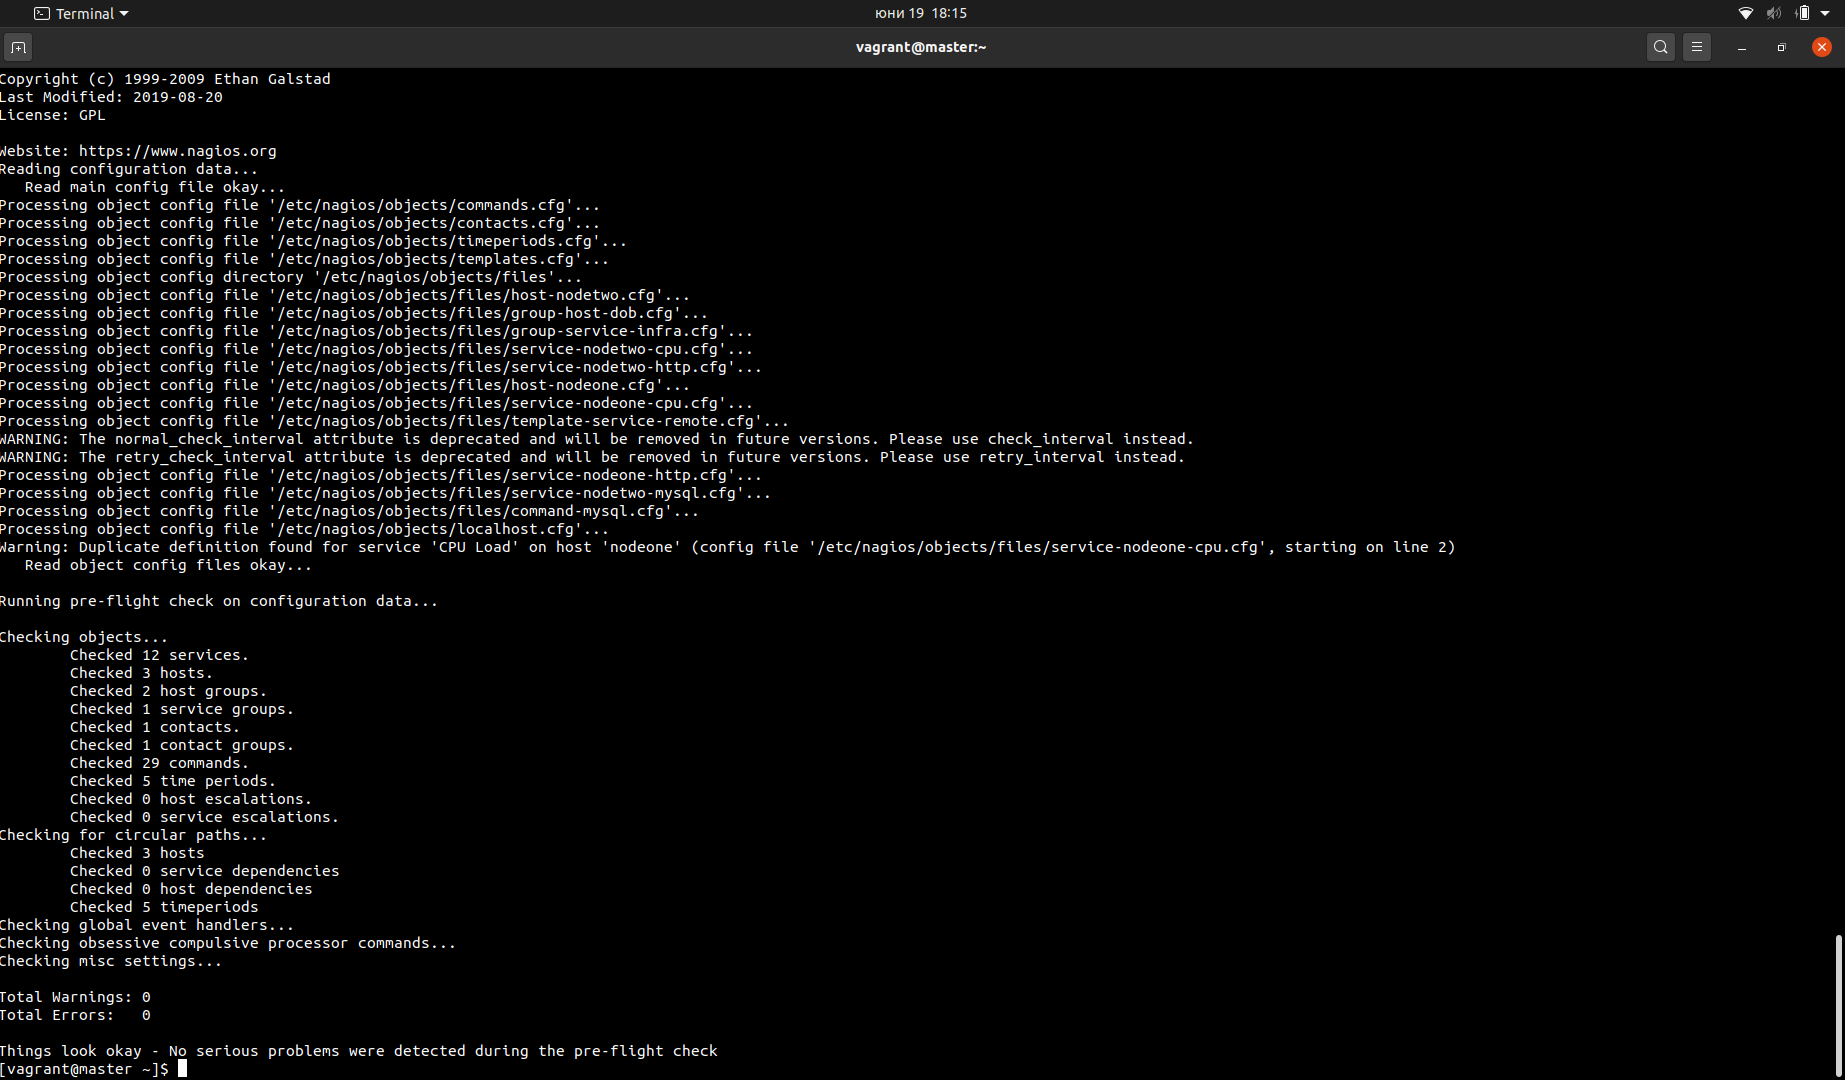 Terminal
юни 19 18:15
vagrant@master:~
Copyright (c) 1999-2009 Ethan Galstad
Last Modified: 2019-08-20
License: GPL
Website: https://www.nagios.org
Reading configuration data...
Read main config file okay...
Processing object config file '/etc/nagios/objects/commands.cfg'...
Processing object config file '/etc/nagios/objects/contacts.cfg'...
Processing object config file '/etc/nagios/objects/timeperiods.cfg'...
Processing object config file '/etc/nagios/objects/templates.cfg'...
Processing object config directory '/etc/nagios/objects/files'...
Processing object config file '/etc/nagios/objects/files/host-nodetwo.cfg'...
Processing object config file '/etc/nagios/objects/files/group-host-dob.cfg'...
Processing object config file '/etc/nagios/objects/files/group-service-infra.cfg'...
Processing object config file '/etc/nagios/objects/files/service-nodetwo-cpu.cfg'...
Processing object config file '/etc/nagios/objects/files/service-nodetwo-http.cfg'...
Processing object config file '/etc/nagios/objects/files/host-nodeone.cfg'...
Processing object config file '/etc/nagios/objects/files/service-nodeone-cpu.cfg'...
Processing object config file '/etc/nagios/objects/files/template-service-remote.cfg'...
WARNING: The normal_check_interval attribute is deprecated and will be removed in future versions. Please use check_interval instead.
WARNING: The retry_check_interval attribute is deprecated and will be removed in future versions. Please use retry_interval instead.
Processing object config file '/etc/nagios/objects/files/service-nodeone-http.cfg'...
Processing object config file '/etc/nagios/objects/files/service-nodetwo-mysql.cfg'...
Processing object config file '/etc/nagios/objects/files/command-mysql.cfg'...
Processing object config file '/etc/nagios/objects/localhost.cfg'...
Warning: Duplicate definition found for service 'CPU Load' on host 'nodeone' (config file '/etc/nagios/objects/files/service-nodeone-cpu.cfg', starting on line 2)
Read object config files okay...
Running pre-flight check on configuration data...
Checking objects...
Checked 12 services.
Checked 3 hosts.
Checked 2 host groups.
Checked 1 service groups.
Checked 1 contacts.
Checked 1 contact groups.
Checked 29 commands.
Checked 5 time periods.
Checked 0 host escalations.
Checked 0 service escalations.
Checking for circular paths...
Checked 3 hosts
Checked 0 service dependencies
Checked 0 host dependencies
Checked 5 timeperiods
Checking global event handlers...
Checking obsessive compulsive processor commands...
Checking misc settings...
Total Warnings: 0
Total Errors:   0
Things look okay - No serious problems were detected during the pre-flight check
[vagrant@master ~]$